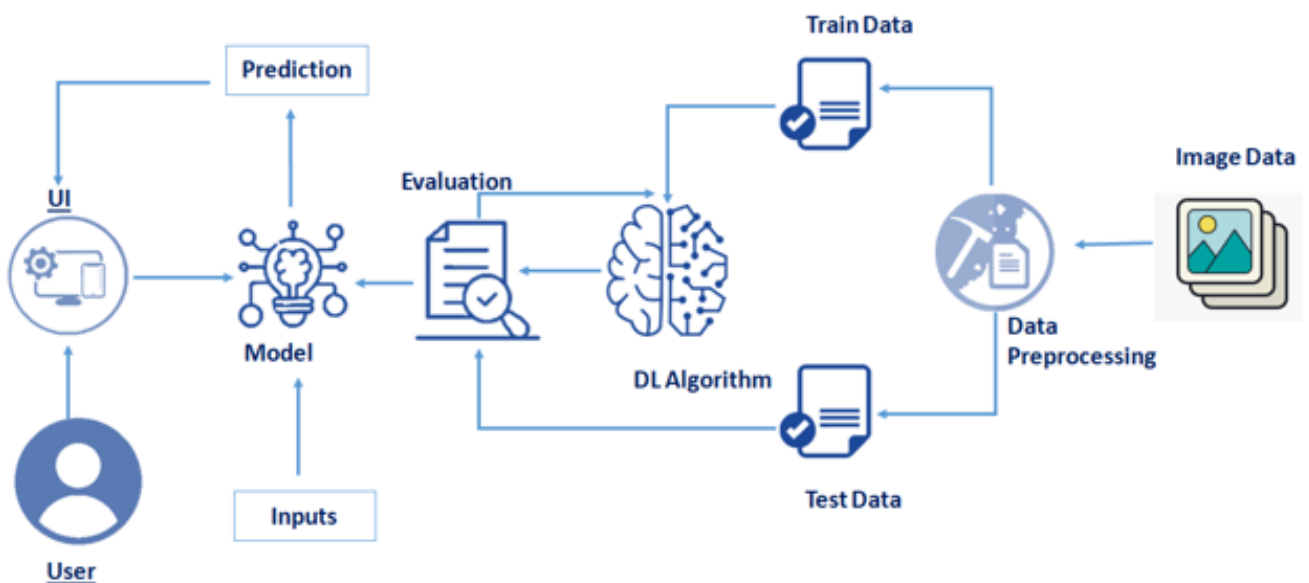 Train Data
Prediction
Image Data
Evaluation
UI
Data
Preprocessing
Model
DL Algorithm
Test Data
Inputs
User